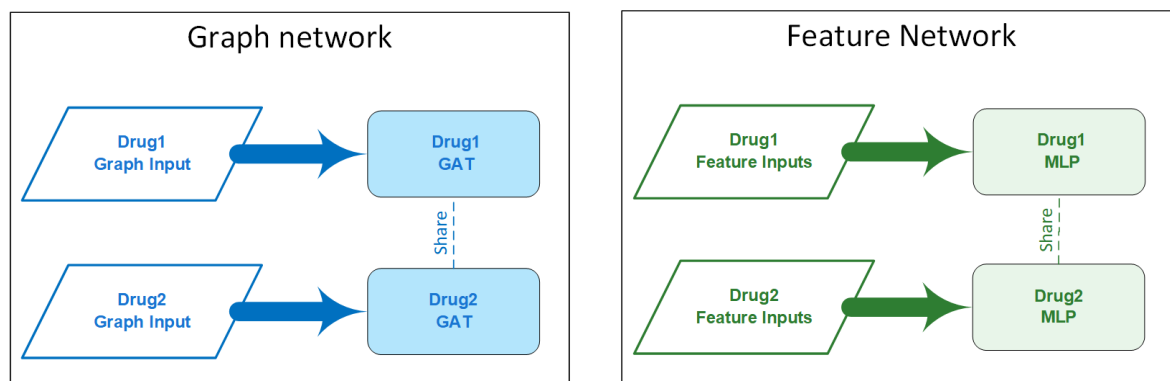 Graph network
Drug1
Graph Input
Drug1
GAT
Share
Drug2
Graph Input
Drug2
GAT
Feature Network
Drug1
Feature Inputs
Drug1
MLP
Share
Drug2
Feature Inputs
Drug2
MLP